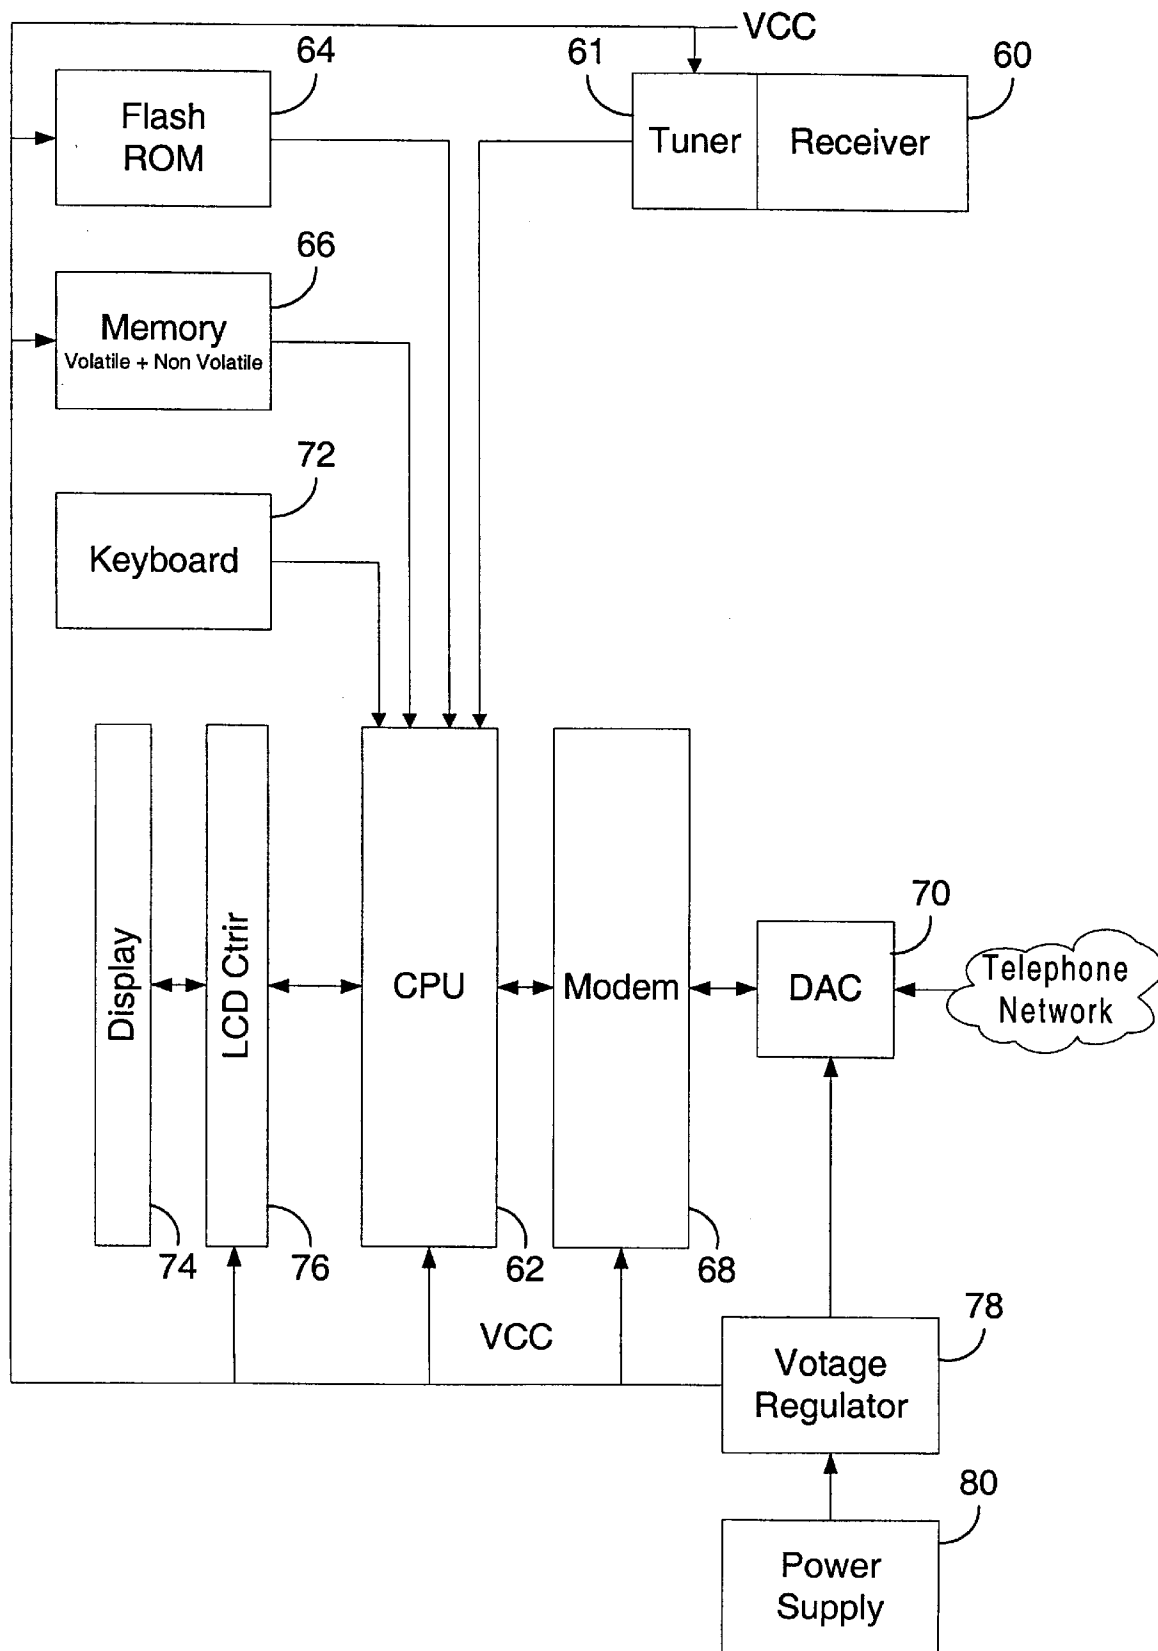 VCC
64
61
60
Flash
ROM
Tuner
Receiver
66
Memory
Volatile + Non Volatile
72
Keyboard
70
Display
LCD Ctrir
CPU
Modem
DAC
Telephone
Network
74
76
62
68
VCC
78
Votage
Regulator
80
Power
Supply